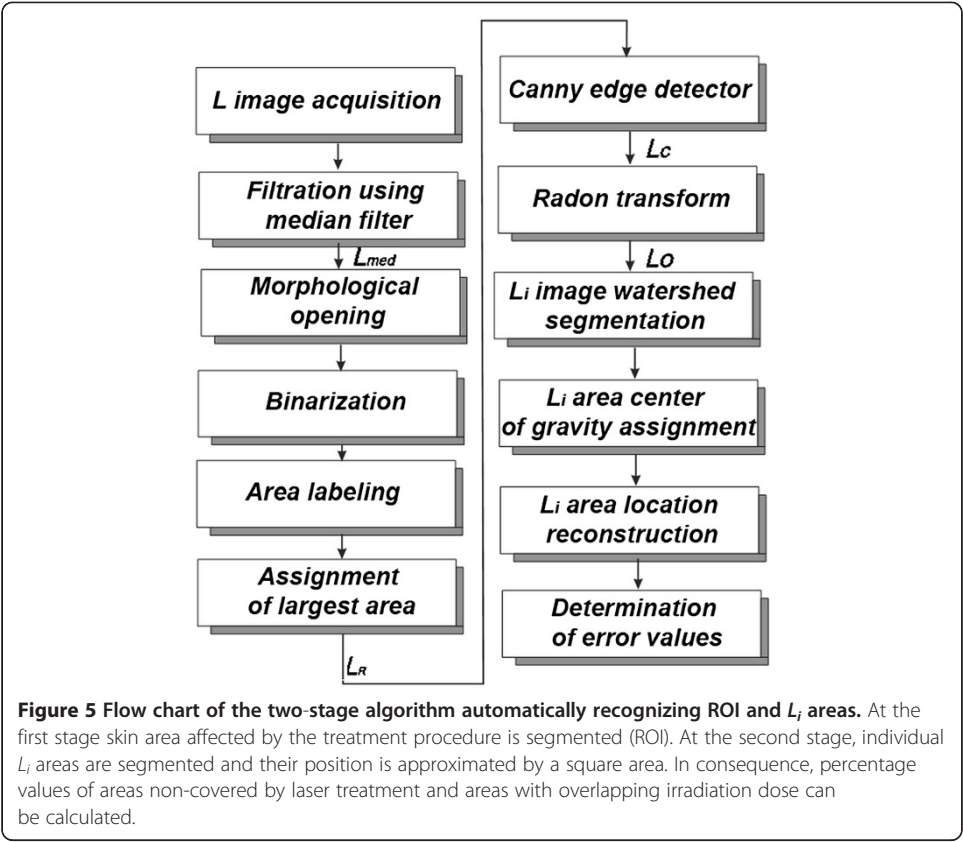 L image acquisition
Filtration using
median filter
Lmed
Morphological
opening
Binarization
Area labeling
Assignment
of largest area
LR
Canny edge detector
LC
Radon transform
LO
Li image watershed
segmentation
Li area center
of gravity assignment
Li area location
reconstruction
Determination
of error values
Figure 5 Flow chart of the two-stage algorithm automatically recognizing ROI and Li areas. At the
first stage skin area affected by the treatment procedure is segmented (ROI). At the second stage, individual
Li areas are segmented and their position is approximated by a square area. In consequence, percentage
values of areas non-covered by laser treatment and areas with overlapping irradiation dose can
be calculated.